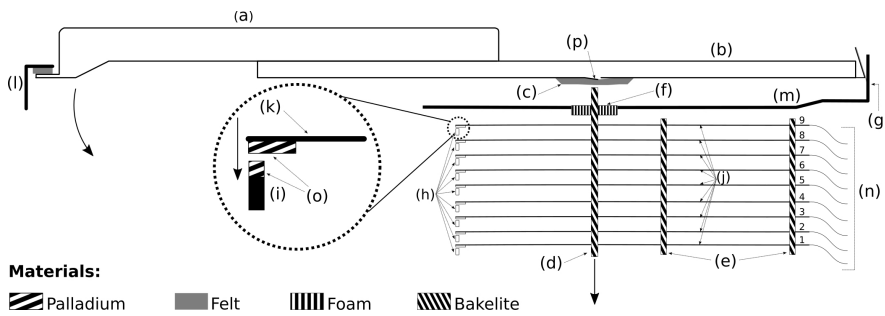 (a)
(p)
(b)
(l)
(c)
(f)
(m)
(g)
(k)
(i)
(o)
(h)
(j)
(n)
9
8
7
6
5
4
3
2
1
(d)
(e)
Materials:
Palladium
Felt
Foam
Bakelite